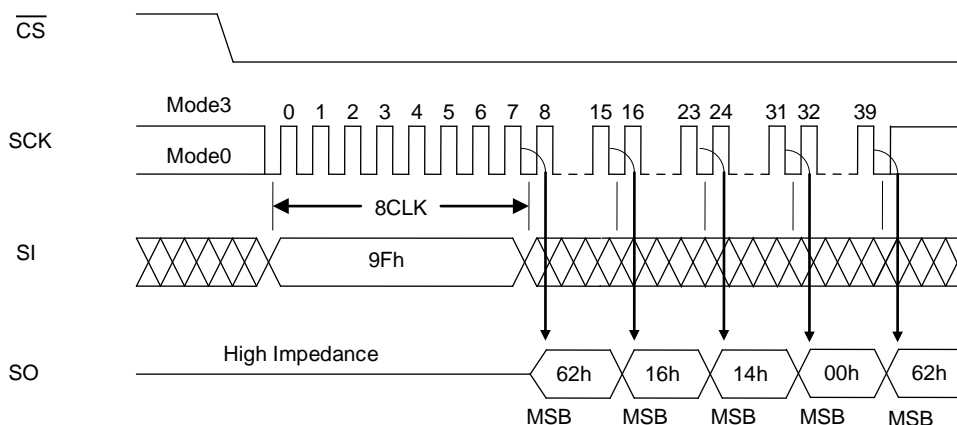 CS
Mode3
0 1 2 3 4 5 6 7 8 15 16 23 24 31 32 39
SCK
Mode0
8CLK
SI
9Fh
High Impedance
SO
62h 16h 14h 00h 62h
MSB MSB MSB MSB MSB